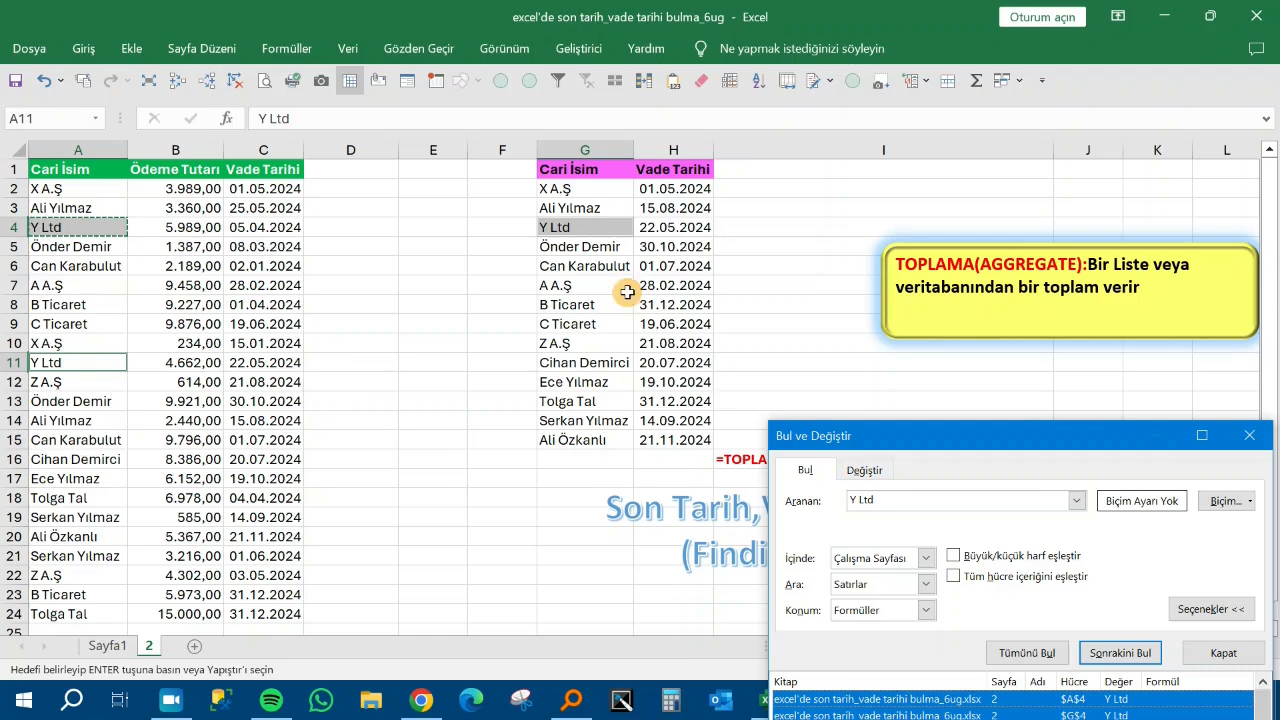 excel'de son tarih_vade tarihi bulma_6ug - Excel
Oturum açın
Dosya Giriş Ekle Sayfa Düzeni Formüller Veri Gözden Geçir Görünüm Geliştirici Yardım Ne yapmak istediğinizi söyleyin
A11 fx Y Ltd
A B C D E F G H I J K L
1 Cari İsim Ödeme Tutarı Vade Tarihi Cari İsim Vade Tarihi
2 X A.Ş 3.989,00 01.05.2024 X A.Ş 01.05.2024
3 Ali Yılmaz 3.360,00 25.05.2024 Ali Yılmaz 15.08.2024
4 Y Ltd 5.989,00 05.04.2024 Y Ltd 22.05.2024
5 Önder Demir 1.387,00 08.03.2024 Önder Demir 30.10.2024
6 Can Karabulut 2.189,00 02.01.2024 Can Karabulut 01.07.2024
7 A A.Ş 9.458,00 28.02.2024 A A.Ş 28.02.2024
8 B Ticaret 9.227,00 01.04.2024 B Ticaret 31.12.2024
9 C Ticaret 9.876,00 19.06.2024 C Ticaret 19.06.2024
10 X A.Ş 234,00 15.01.2024 Z A.Ş 21.08.2024
11 Y Ltd 4.662,00 22.05.2024 Cihan Demirci 20.07.2024
12 Z A.Ş 614,00 21.08.2024 Ece Yılmaz 19.10.2024
13 Önder Demir 9.921,00 30.10.2024 Tolga Tal 31.12.2024
14 Ali Yılmaz 2.440,00 15.08.2024 Serkan Yılmaz 14.09.2024
15 Can Karabulut 9.796,00 01.07.2024 Ali Özkanlı 21.11.2024
16 Cihan Demirci 8.386,00 20.07.2024 =TOPLA
17 Ece Yılmaz 6.152,00 19.10.2024
18 Tolga Tal 6.978,00 04.04.2024
19 Serkan Yılmaz 585,00 14.09.2024
20 Ali Özkanlı 5.367,00 21.11.2024
21 Serkan Yılmaz 3.216,00 01.06.2024
22 Z A.Ş 4.302,00 03.05.2024
23 B Ticaret 5.973,00 31.12.2024
24 Tolga Tal 15.000,00 31.12.2024
25
TOPLAMA(AGGREGATE):Bir Liste veya
veritabanından bir toplam verir
Son Tarih,
(Findi
Bul ve Değiştir
Bul Değiştir
Aranan: Y Ltd Biçim Ayarı Yok Biçim...
İçinde: Çalışma Sayfası Büyük/küçük harf eşleştir
Ara: Satırlar Tüm hücre içeriğini eşleştir
Konum: Formüller Seçenekler <<
Tümünü Bul Sonrakini Bul Kapat
Kitap Sayfa Adı Hücre Değer Formül
excel'de son tarih_vade tarihi bulma_6ug.xlsx 2 $A$4 Y Ltd
excel'de son tarih_vade tarihi bulma_6ug.xlsx 2 $G$4 Y Ltd
Sayfa1 2
Hedefi belirleyip ENTER tuşuna basın veya Yapıştır'ı seçin